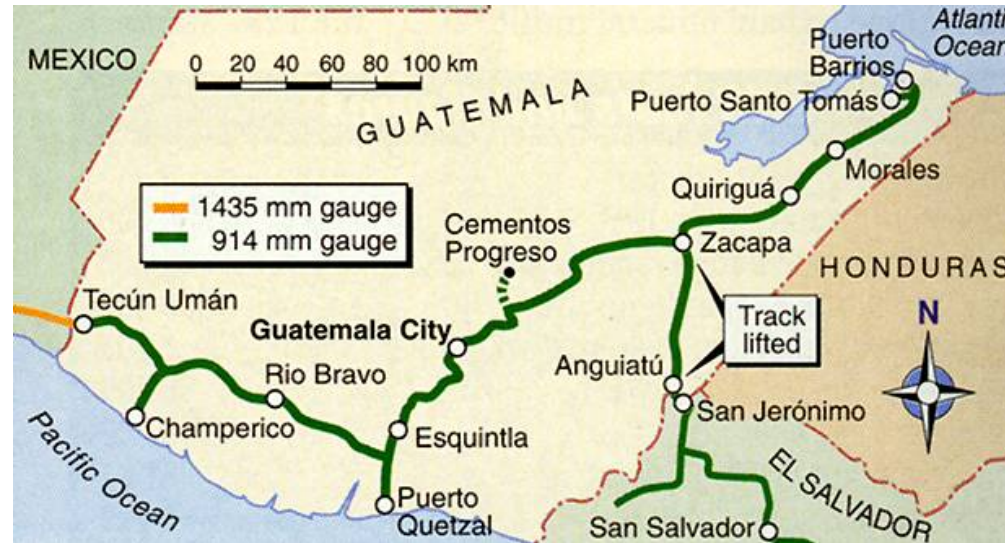 MEXICO
0 20 40 60 80 100 km
GUATEMALA
Atlanti
Ocean
Puerto
Barrios
Puerto Santo Tomás
Morales
Quiriguá
1435 mm gauge
914 mm gauge
Cementos
Progreso
Zacapa
HONDURAS
Tecún Umán
Guatemala City
Track
lifted
N
Rio Bravo
Anguiatú
Champerico
Esquintla
San Jerónimo
Pacific Ocean
Puerto
Quetzal
EL SALVADOR
San Salvador